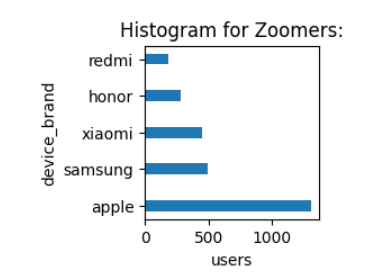 Histogram for Zoomers:
redmi
honor
xiaomi
samsung
apple
device_brand
0 500 1000
users